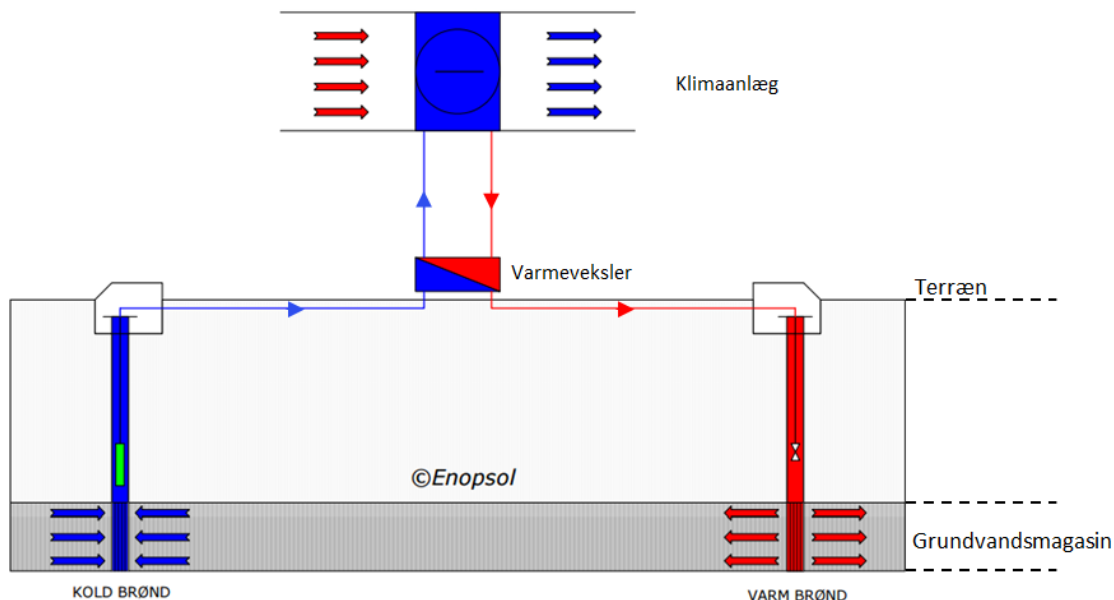 Klimaanlæg
Varmeveksler
Terræn
©Enopsol
Grundvandsmagasin
KOLD BRØND
VARM BRØND